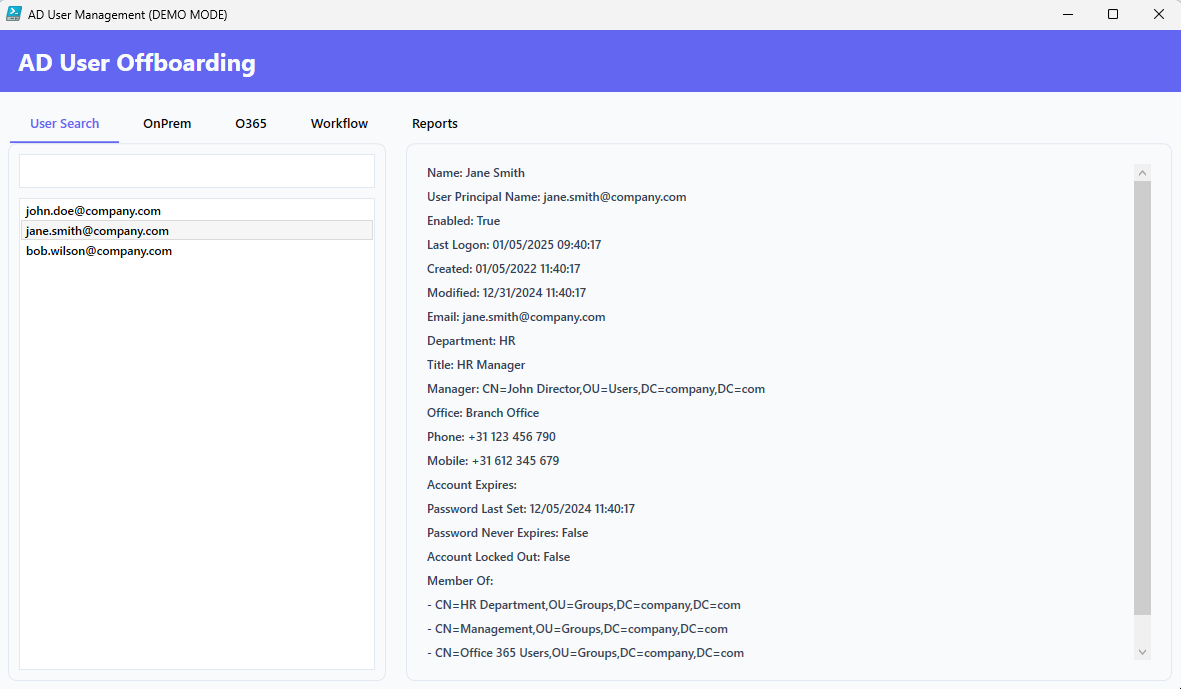 AD User Management (DEMO MODE)
AD User Offboarding
User Search OnPrem O365 Workflow Reports
john.doe@company.com
jane.smith@company.com
bob.wilson@company.com
Name: Jane Smith
User Principal Name: jane.smith@company.com
Enabled: True
Last Logon: 01/05/2025 09:40:17
Created: 01/05/2022 11:40:17
Modified: 12/31/2024 11:40:17
Email: jane.smith@company.com
Department: HR
Title: HR Manager
Manager: CN=John Director,OU=Users,DC=company,DC=com
Office: Branch Office
Phone: +31 123 456 790
Mobile: +31 612 345 679
Account Expires:
Password Last Set: 12/05/2024 11:40:17
Password Never Expires: False
Account Locked Out: False
Member Of:
- CN=HR Department,OU=Groups,DC=company,DC=com
- CN=Management,OU=Groups,DC=company,DC=com
- CN=Office 365 Users,OU=Groups,DC=company,DC=com